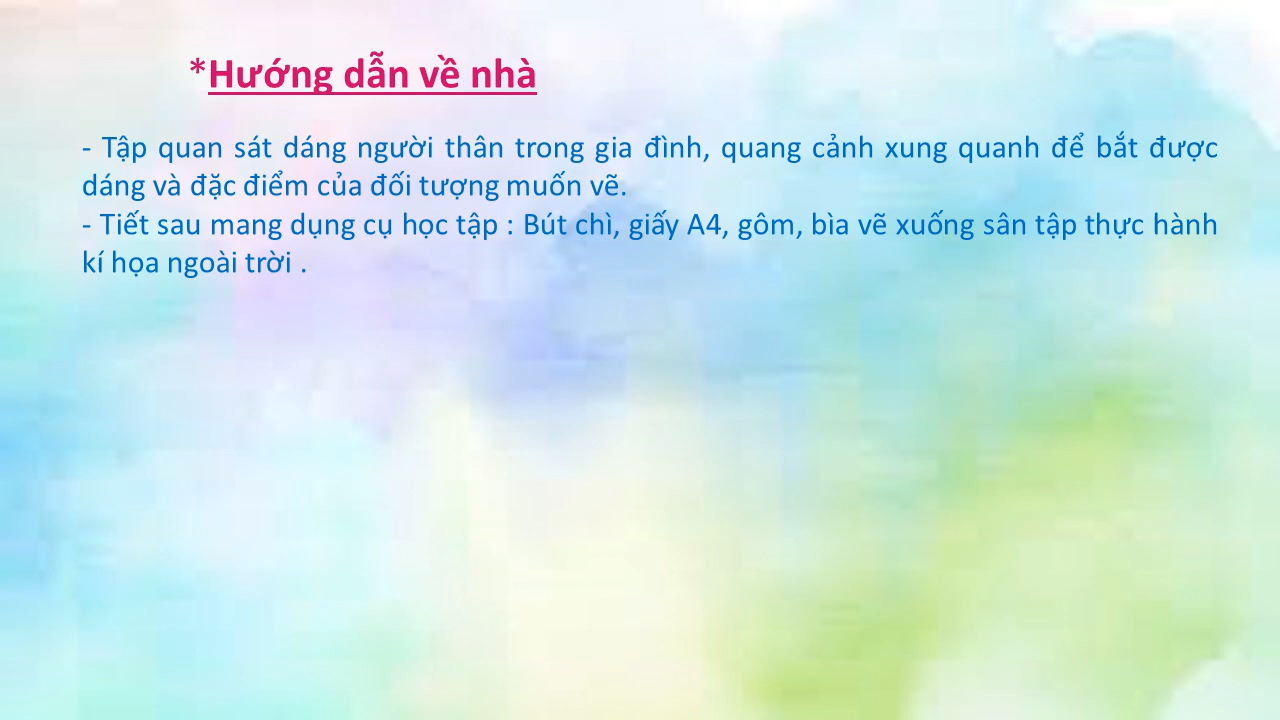 *Hướng dẫn về nhà
- Tập quan sát dáng người thân trong gia đình, quang cảnh xung quanh để bắt được
dáng và đặc điểm của đối tượng muốn vẽ.
- Tiết sau mang dụng cụ học tập : Bút chì, giấy A4, gôm, bìa vẽ xuống sân tập thực hành
kí họa ngoài trời .